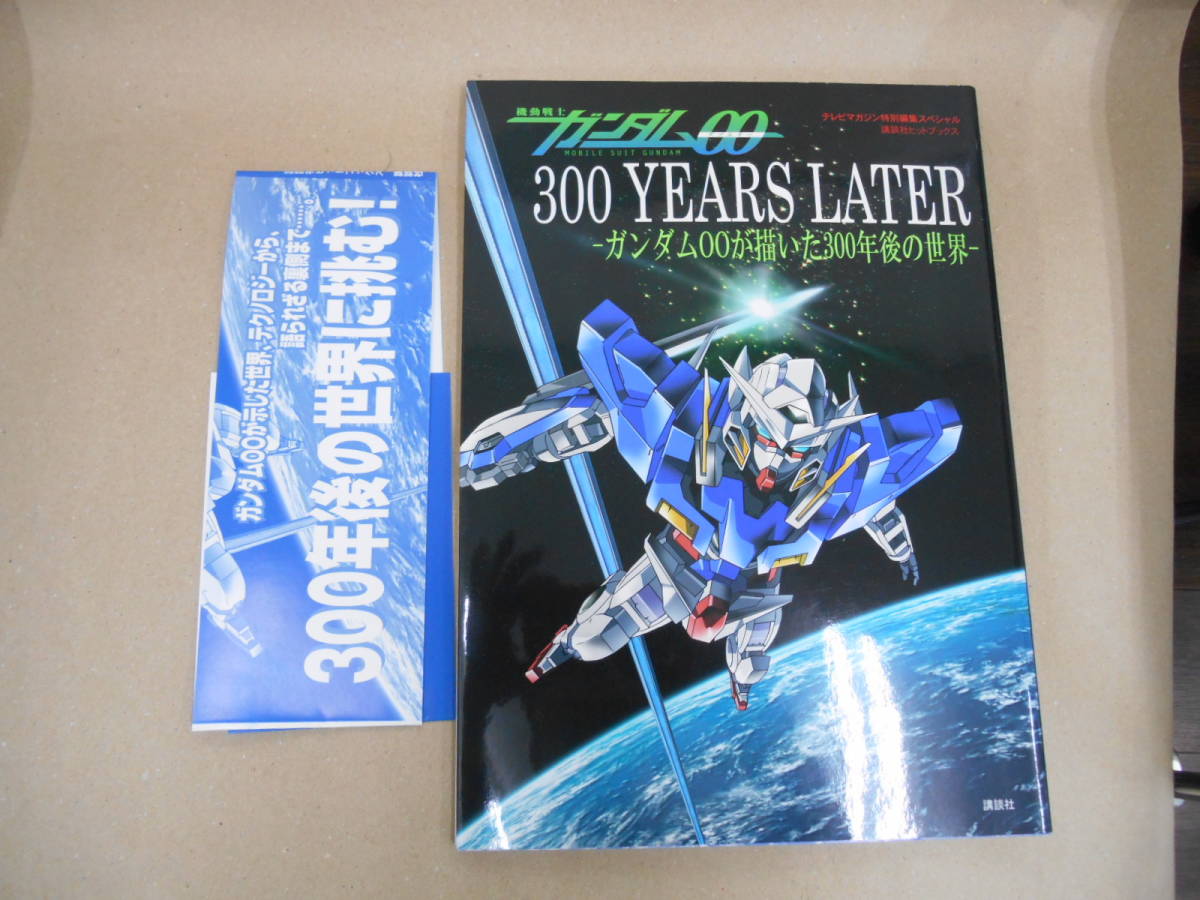 機動戦士
ガンダム00
MOBILE SUIT GUNDAM
テレビマガジン特別編集スペシャル
講談社ヒットブックス
300 YEARS LATER
-ガンダム00が描いた300年後の世界-
講談社
ガンダム00が示した世界、テクノロジーから、
語られざる裏側まで……。
300年後の世界に挑む!